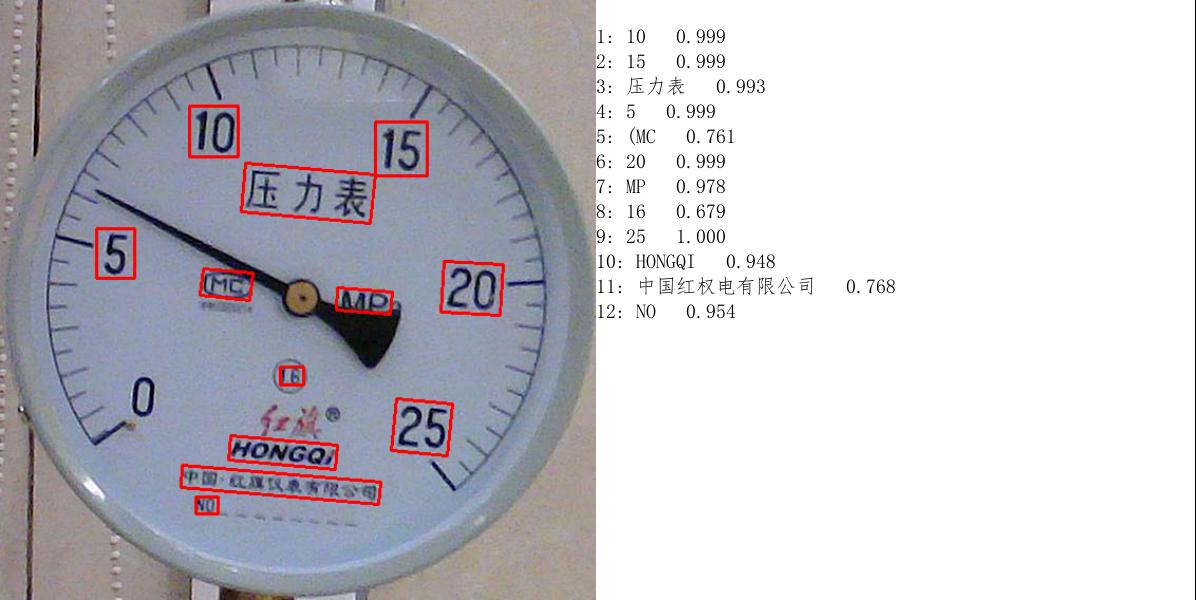 10 15
压力表
5
MC
MPa
20
0
1.6
红旗®
25
HONGQi
中国·红旗仪表有限公司
NO
1: 10 0.999
2: 15 0.999
3: 压力表 0.993
4: 5 0.999
5: (MC 0.761
6: 20 0.999
7: MP 0.978
8: 16 0.679
9: 25 1.000
10: HONGQI 0.948
11: 中国红权电有限公司 0.768
12: NO 0.954